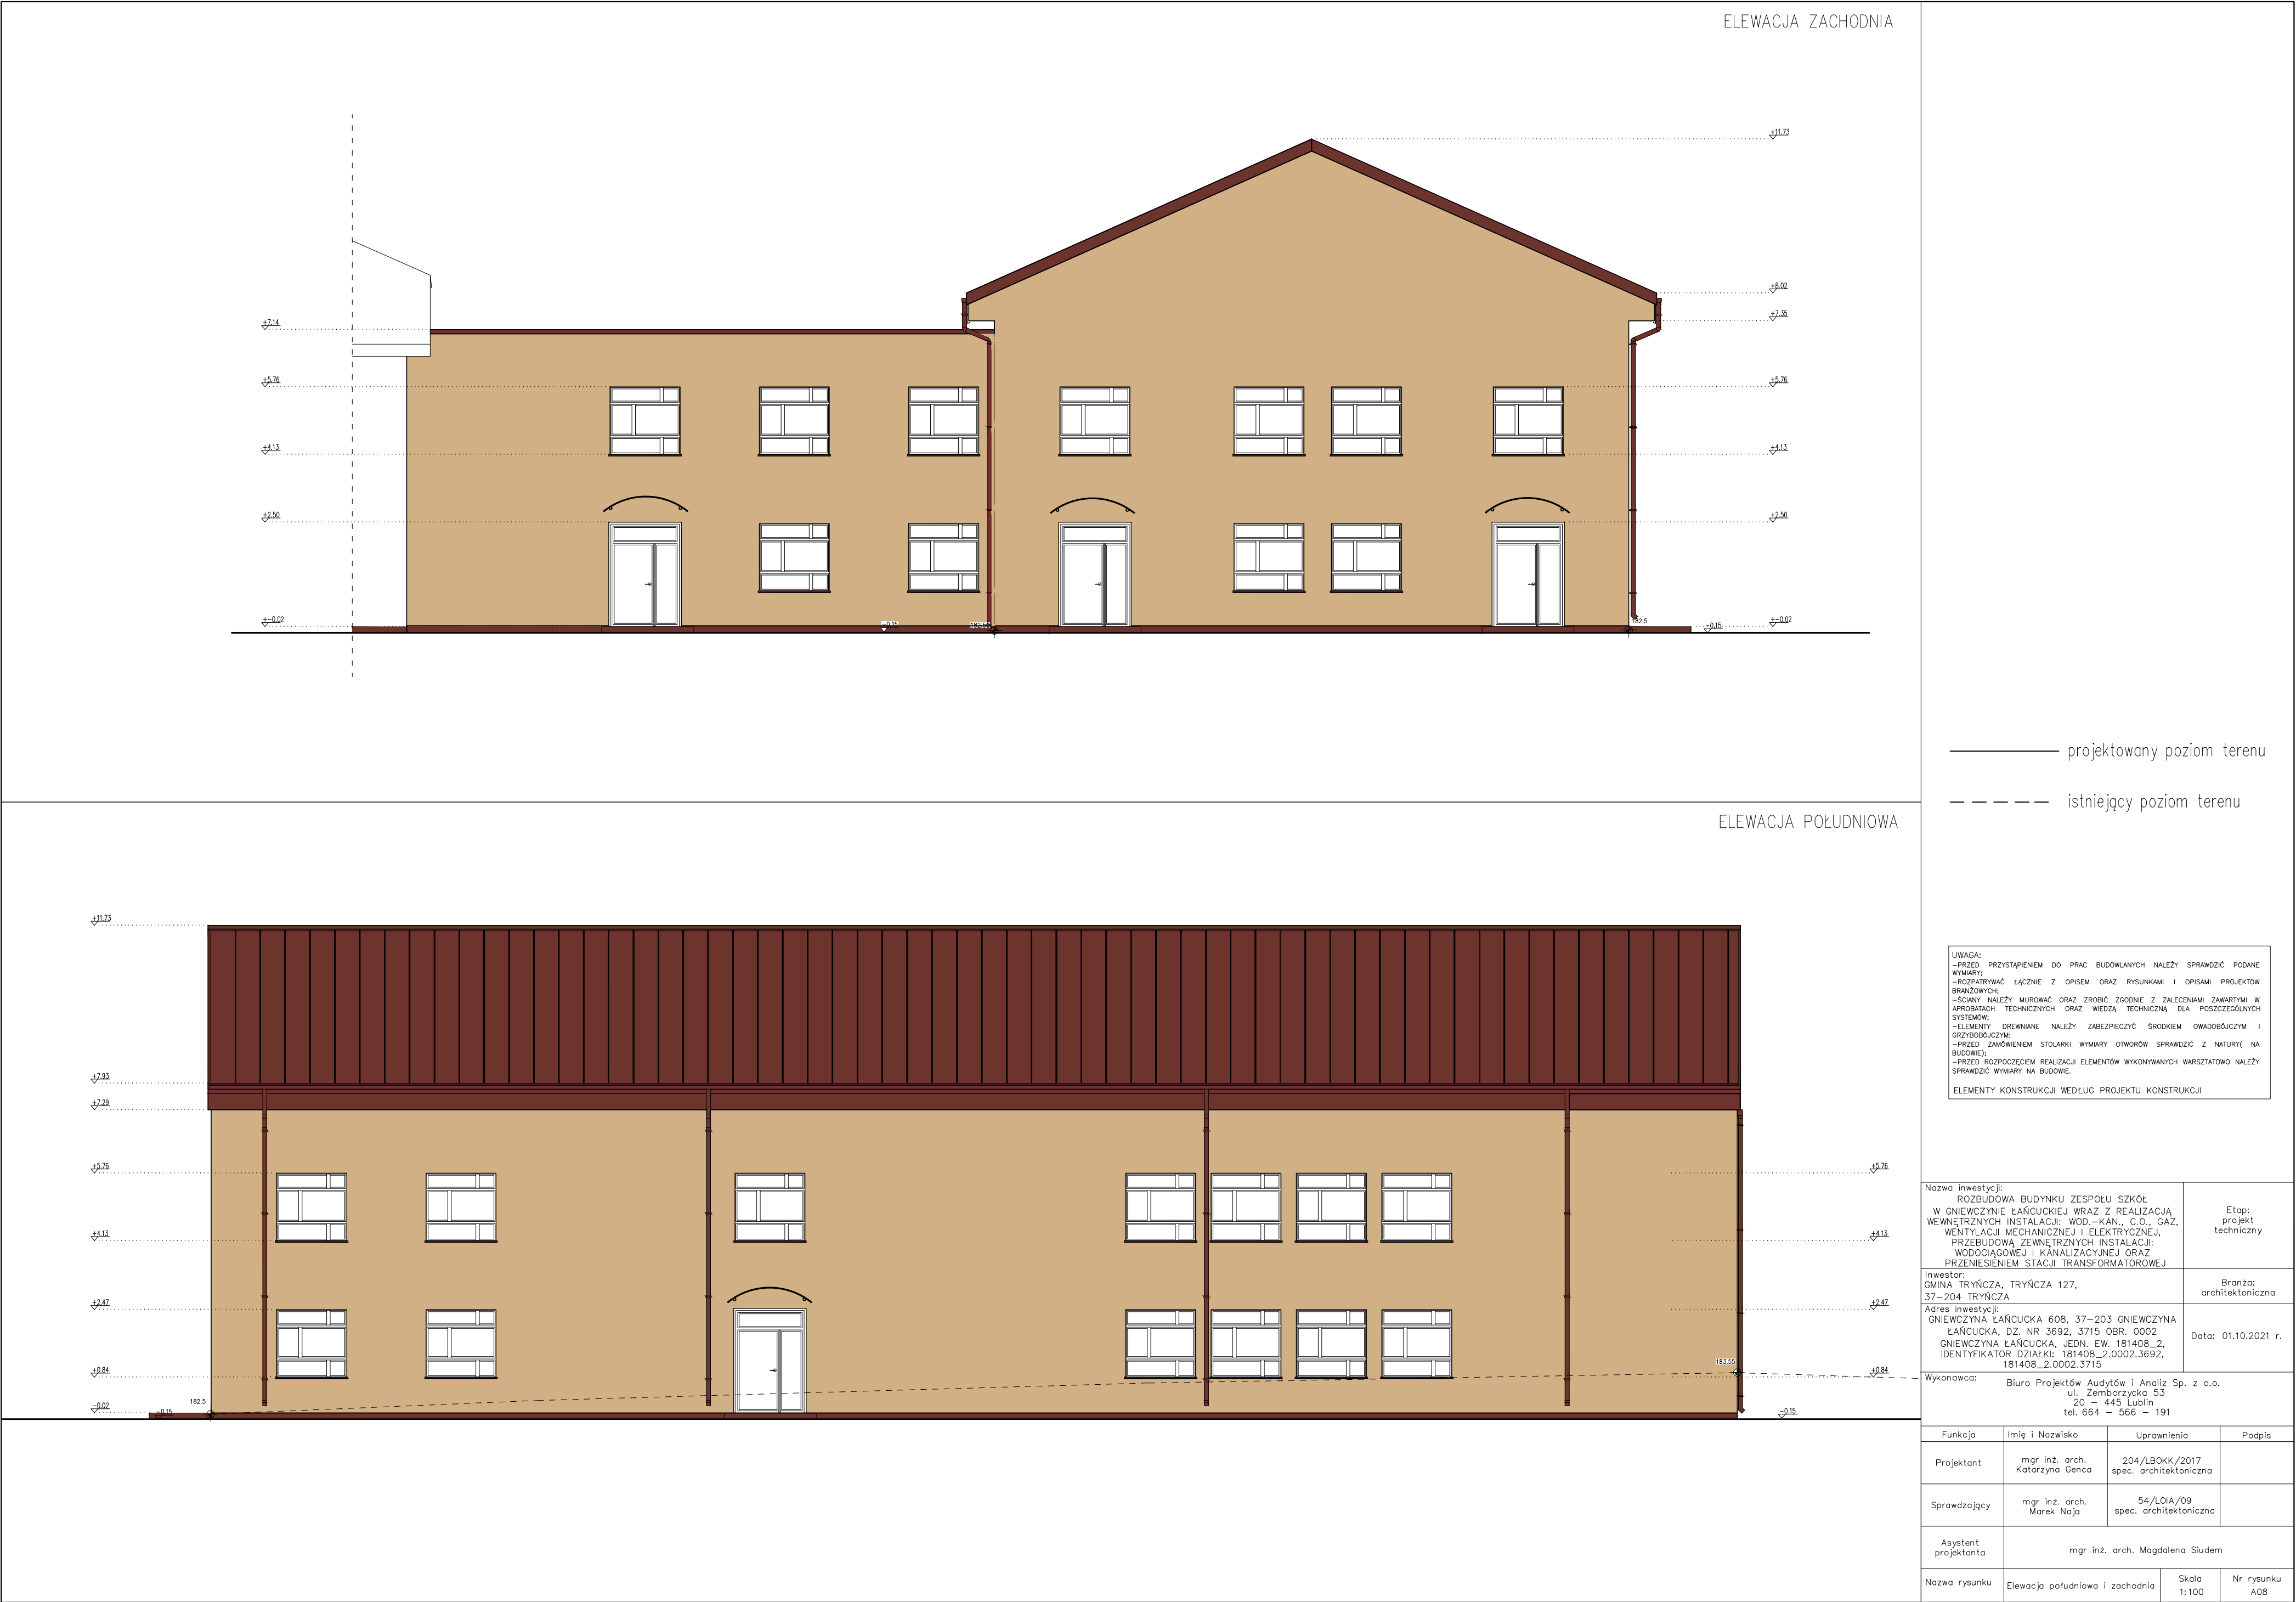 ELEWACJA ZACHODNIA
+11.73
+8.02
+7.35
+5.76
+4.13
+2.50
+-0.02
-0.15
182.5
+7.14
+5.76
+4.13
+2.50
+-0.02
-0.15
projektowany poziom terenu
istniejący poziom terenu
ELEWACJA POŁUDNIOWA
+11.73
+7.93
+7.29
+5.76
+4.13
+2.47
+0.84
-0.02
-0.15
182.5
+5.76
+4.13
+2.47
183.55
+0.84
-0.15
UWAGA:
-PRZED PRZYSTĄPIENIEM DO PRAC BUDOWLANYCH NALEŻY SPRAWDZIĆ PODANE
WYMIARY;
-ROZPATRYWAĆ ŁĄCZNIE Z OPISEM ORAZ RYSUNKAMI I OPISAMI PROJEKTÓW
BRANŻOWYCH;
-ŚCIANY NALEŻY MUROWAĆ ORAZ ZROBIĆ ZGODNIE Z ZALECENIAMI ZAWARTYMI W
APROBATACH TECHNICZNYCH ORAZ WIEDZĄ TECHNICZNĄ DLA POSZCZEGÓLNYCH
SYSTEMÓW;
-ELEMENTY DREWNIANE NALEŻY ZABEZPIECZYĆ ŚRODKIEM OWADOBÓJCZYM I
GRZYBOBÓJCZYM;
-PRZED ZAMÓWIENIEM STOLARKI WYMIARY OTWORÓW SPRAWDZIĆ Z NATURY( NA
BUDOWIE);
-PRZED ROZPOCZĘCIEM REALIZACJI ELEMENTÓW WYKONYWANYCH WARSZTATOWO NALEŻY
SPRAWDZIĆ WYMIARY NA BUDOWIE.
ELEMENTY KONSTRUKCJI WEDŁUG PROJEKTU KONSTRUKCJI
Nazwa inwestycji:
ROZBUDOWA BUDYNKU ZESPOŁU SZKÓŁ
W GNIEWCZYNIE ŁAŃCUCKIEJ WRAZ Z REALIZACJĄ
WEWNĘTRZNYCH INSTALACJI: WOD.-KAN., C.O., GAZ,
WENTYLACJI MECHANICZNEJ I ELEKTRYCZNEJ,
PRZEBUDOWĄ ZEWNĘTRZNYCH INSTALACJI:
WODOCIĄGOWEJ I KANALIZACYJNEJ ORAZ
PRZENIESIENIEM STACJI TRANSFORMATOROWEJ
Etap:
projekt
techniczny
Inwestor:
GMINA TRYŃCZA, TRYŃCZA 127,
37-204 TRYŃCZA
Branża:
architektoniczna
Adres inwestycji:
GNIEWCZYNA ŁAŃCUCKA 608, 37-203 GNIEWCZYNA
ŁAŃCUCKA, DZ. NR 3692, 3715 OBR. 0002
GNIEWCZYNA ŁAŃCUCKA, JEDN. EW. 181408_2,
IDENTYFIKATOR DZIAŁKI: 181408_2.0002.3692,
181408_2.0002.3715
Data: 01.10.2021 r.
Wykonawca:
Biuro Projektów Audytów i Analiz Sp. z o.o.
ul. Zemborzycka 53
20 - 445 Lublin
tel. 664 - 566 - 191
Funkcja Imię i Nazwisko Uprawnienia Podpis
Projektant
mgr inż. arch.
Katarzyna Genca
204/LBOKK/2017
spec. architektoniczna
Sprawdzający
mgr inż. arch.
Marek Naja
54/LOIA/09
spec. architektoniczna
Asystent
projektanta
mgr inż. arch. Magdalena Siudem
Nazwa rysunku
Elewacja południowa i zachodnia
Skala
1:100
Nr rysunku
A08